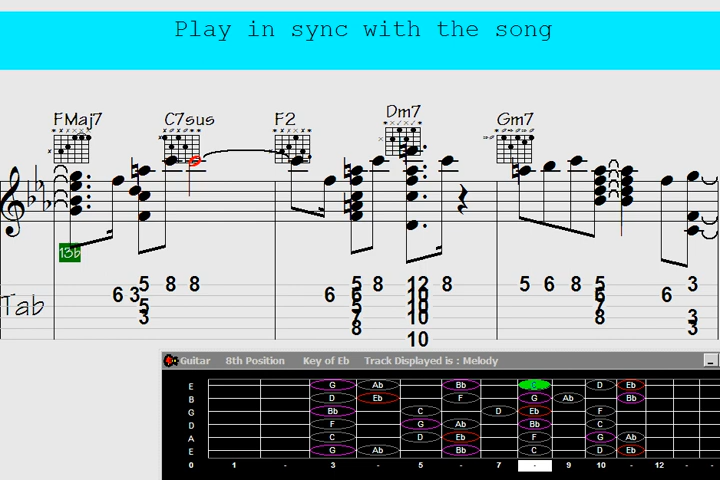 Play in sync with the song
FMaj7 C7sus F2 Dm7 Gm7
13b
5 8 8 5 8 12 8 5 6 8 5 3
6 3 6 6 10 6 6
Tab 5 5 10 7
3 7 10 8 3
8 3
10
Guitar 8th Position Key of Eb Track Displayed is : Melody
E G Ab Bb D Eb
B D Eb F G Ab Bb
G Bb C D Eb F
D F G Ab Bb C
A C D Eb F G Ab
E G Ab Bb C D Eb
0 1 - 3 - 5 - 7 - 9 10 - 12 - -